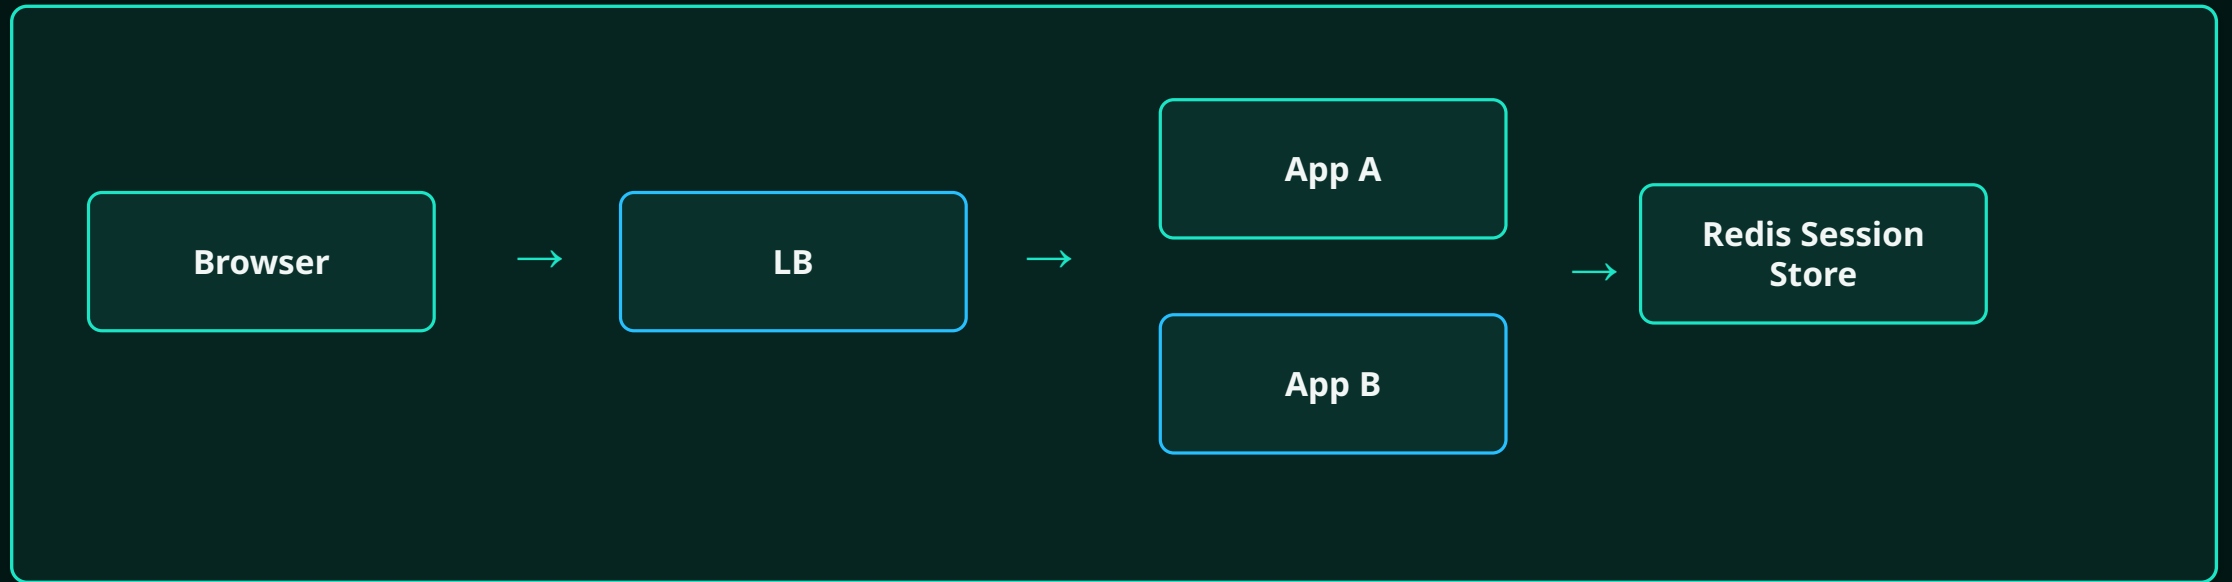 Browser
→
LB
→
App A
App B
→
Redis Session
Store